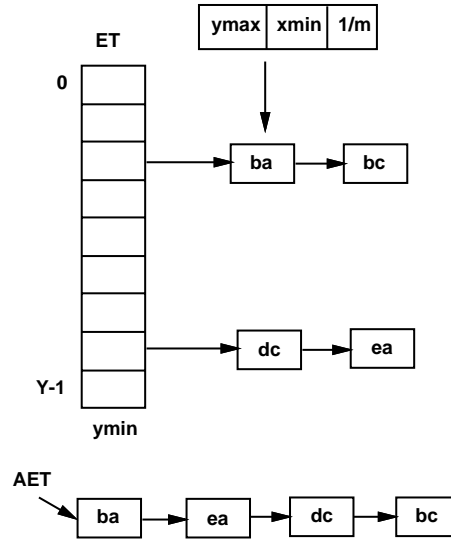 ymax xmin 1/m
ET
0
ba bc
dc ea
Y-1
ymin
AET
ba ea dc bc